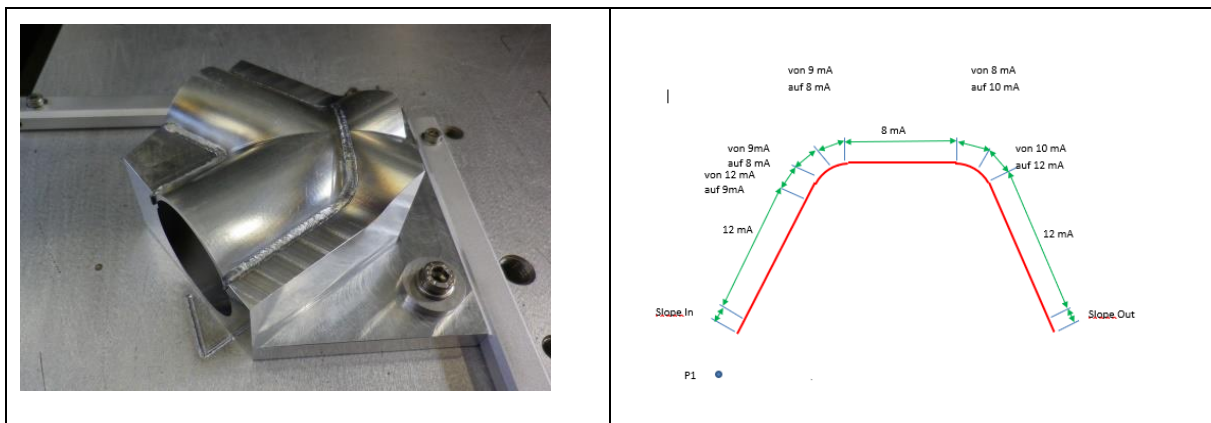 von 9 mA
auf 8 mA
von 8 mA
auf 10 mA
8 mA
von 9mA
auf 8 mA
von 12 mA
auf 9mA
von 10 mA
auf 12 mA
12 mA
12 mA
Slope In
Slope Out
P1